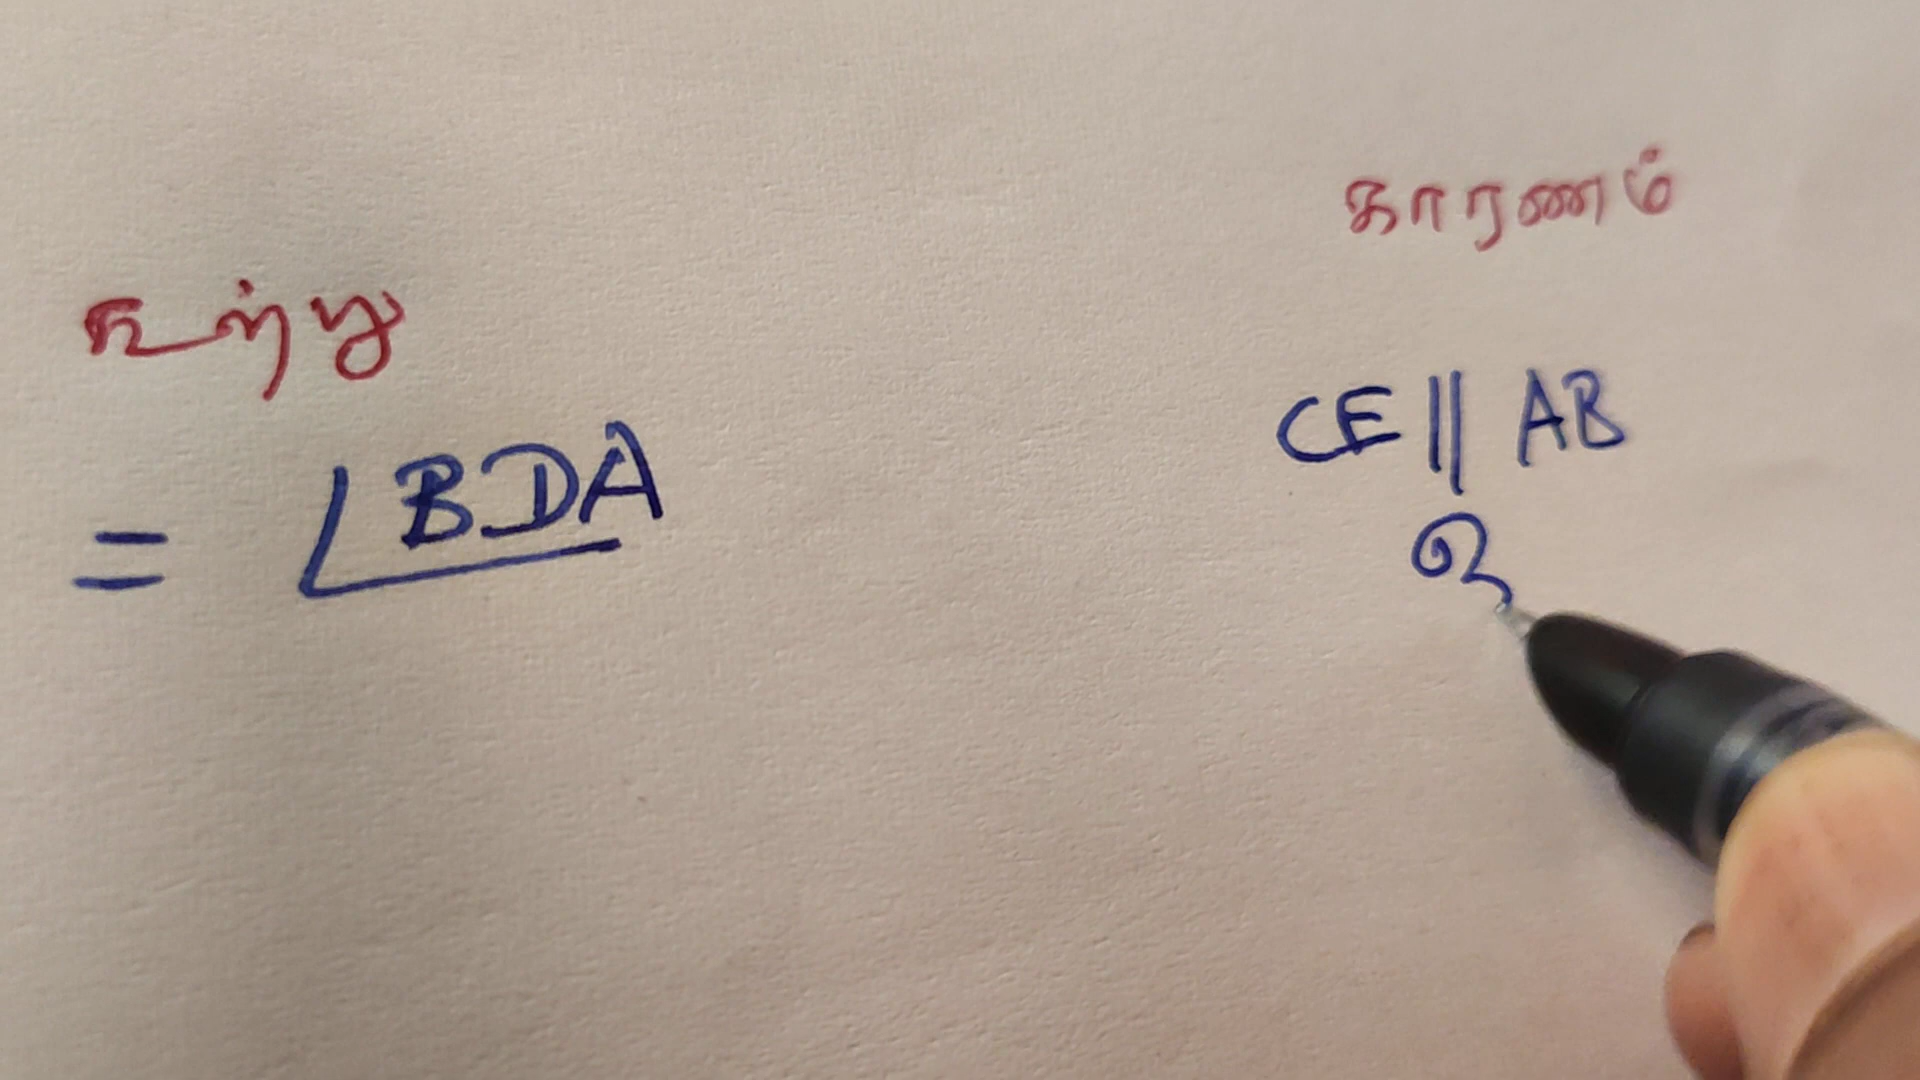 காரணம்
கூற்று
CE || AB
= ∠BDA